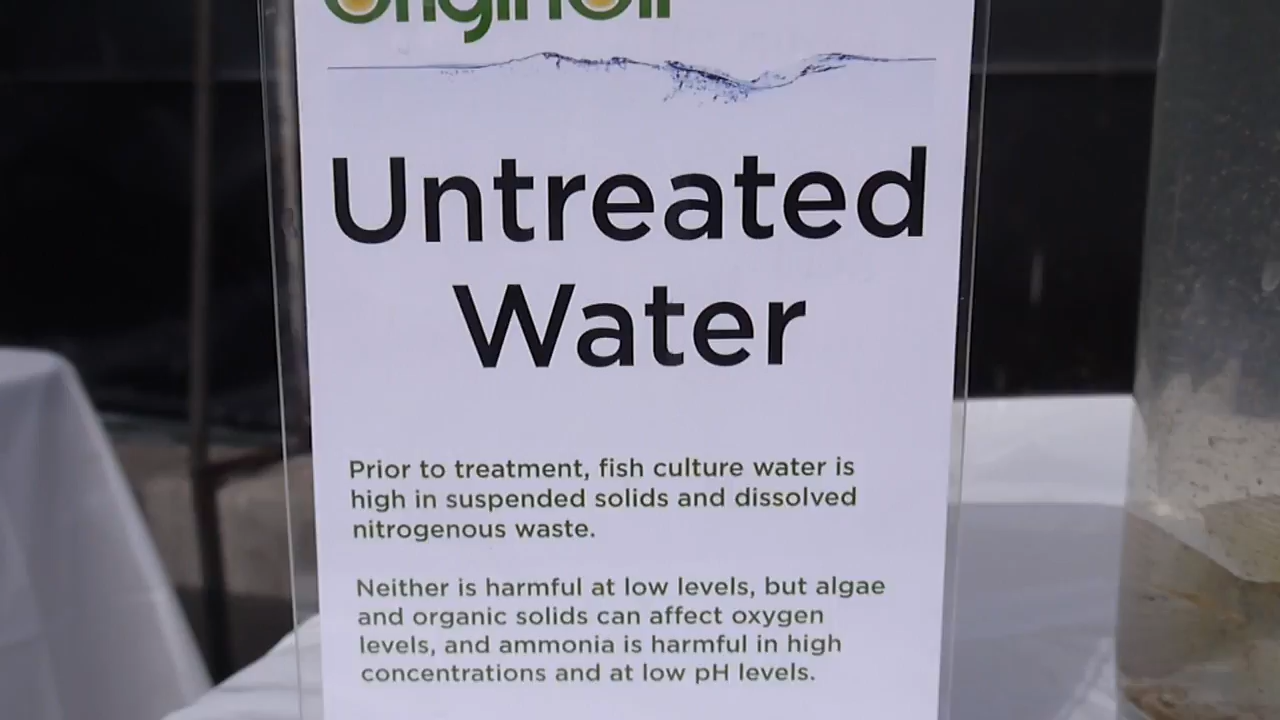 OriginOil
Untreated
Water
Prior to treatment, fish culture water is
high in suspended solids and dissolved
nitrogenous waste.
Neither is harmful at low levels, but algae
and organic solids can affect oxygen
levels, and ammonia is harmful in high
concentrations and at low pH levels.